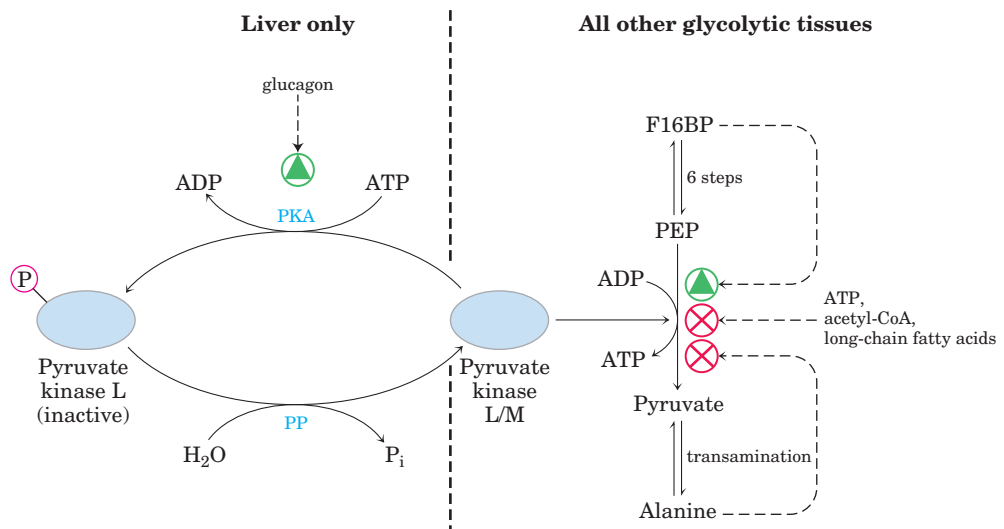 Liver only
All other glycolytic tissues
glucagon
ADP
ATP
PKA
P
Pyruvate
kinase L
(inactive)
PP
H₂O
Pᵢ
Pyruvate
kinase
L/M
F16BP
6 steps
PEP
ADP
ATP
ATP,
acetyl-CoA,
long-chain fatty acids
Pyruvate
transamination
Alanine